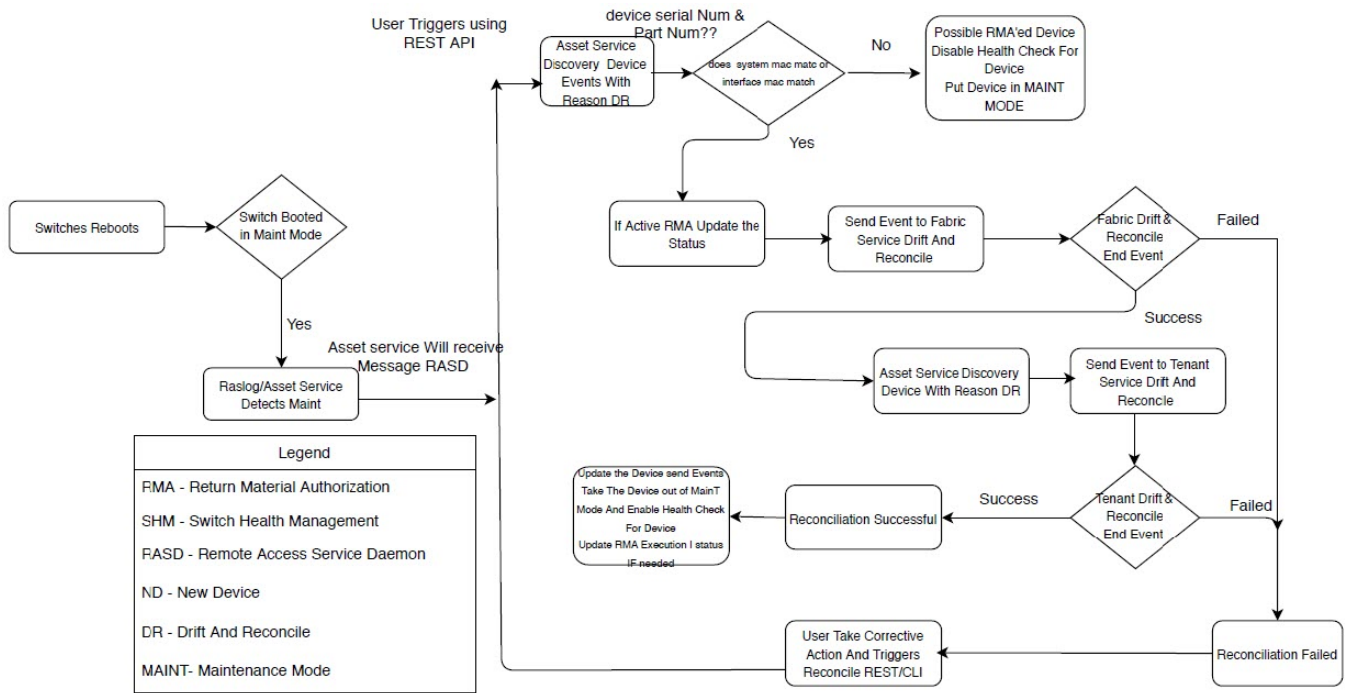 User Triggers using
REST API
device serial Num &
Part Num??
Asset Service
Discovery Device
Events With
Reason DR
does system mac matc or
interface mac match
No
Possible RMA'ed Device
Disable Health Check For
Device
Put Device in MAINT
MODE
Yes
Switches Reboots
Switch Booted
in Maint Mode
If Active RMA Update the
Status
Send Event to Fabric
Service Drift And
Reconcile
Fabric Drift &
Reconcile
End Event
Failed
Success
Yes
Asset service Will receive
Message RASD
Raslog/Asset Service
Detects Maint
Asset Service Discovery
Device With Reason DR
Send Event to Tenant
Service Drift And
Reconcile
Legend
RMA - Return Material Authorization
SHM - Switch Health Management
RASD - Remote Access Service Daemon
ND - New Device
DR - Drift And Reconcile
MAINT- Maintenance Mode
Update the Device send Events
Take The Device out of MainT
Mode And Enable Health Check
For Device
Update RMA Execution I status
IF needed
Reconciliation Successful
Success
Tenant Drift &
Reconcile
End Event
Failed
User Take Corrective
Action And Triggers
Reconcile REST/CLI
Reconciliation Failed